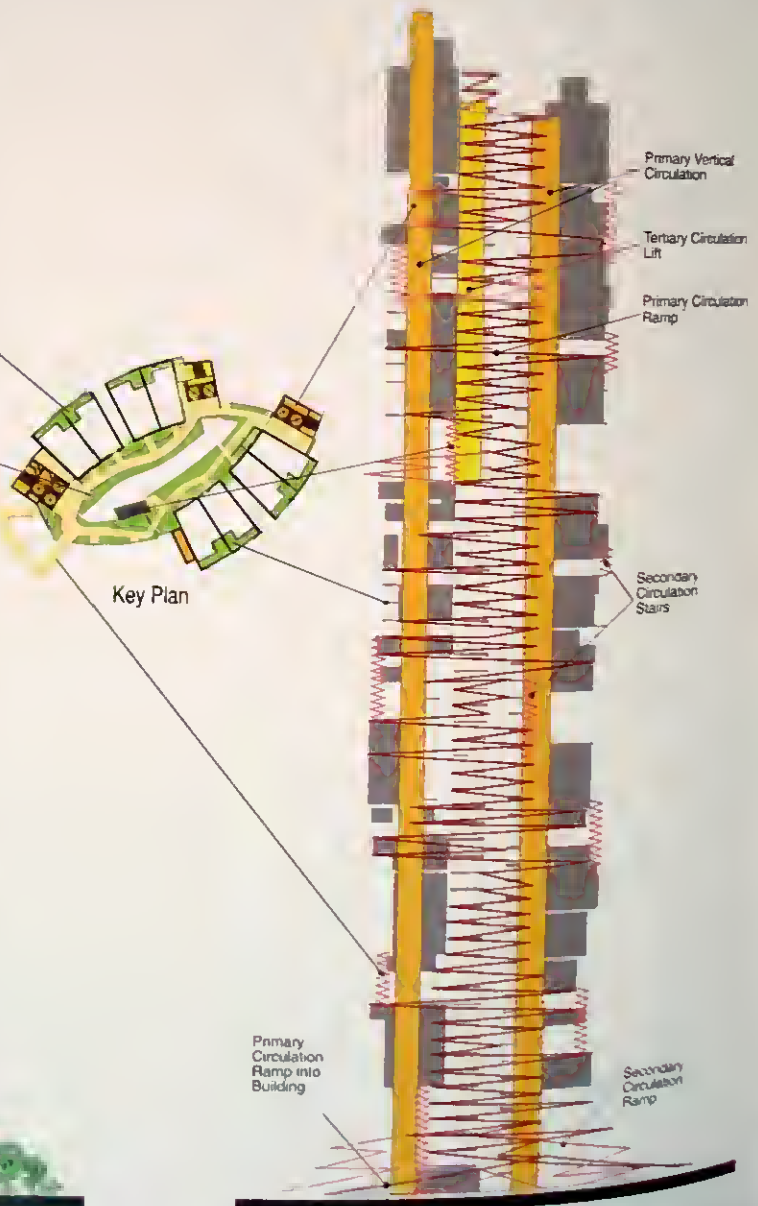 Primary Vertical
Circulation
Tertiary Circulation
Lift
Primary Circulation
Ramp
Key Plan
Secondary
Circulation
Stairs
Primary
Circulation
Ramp into
Building
Secondary
Circulation
Ramp